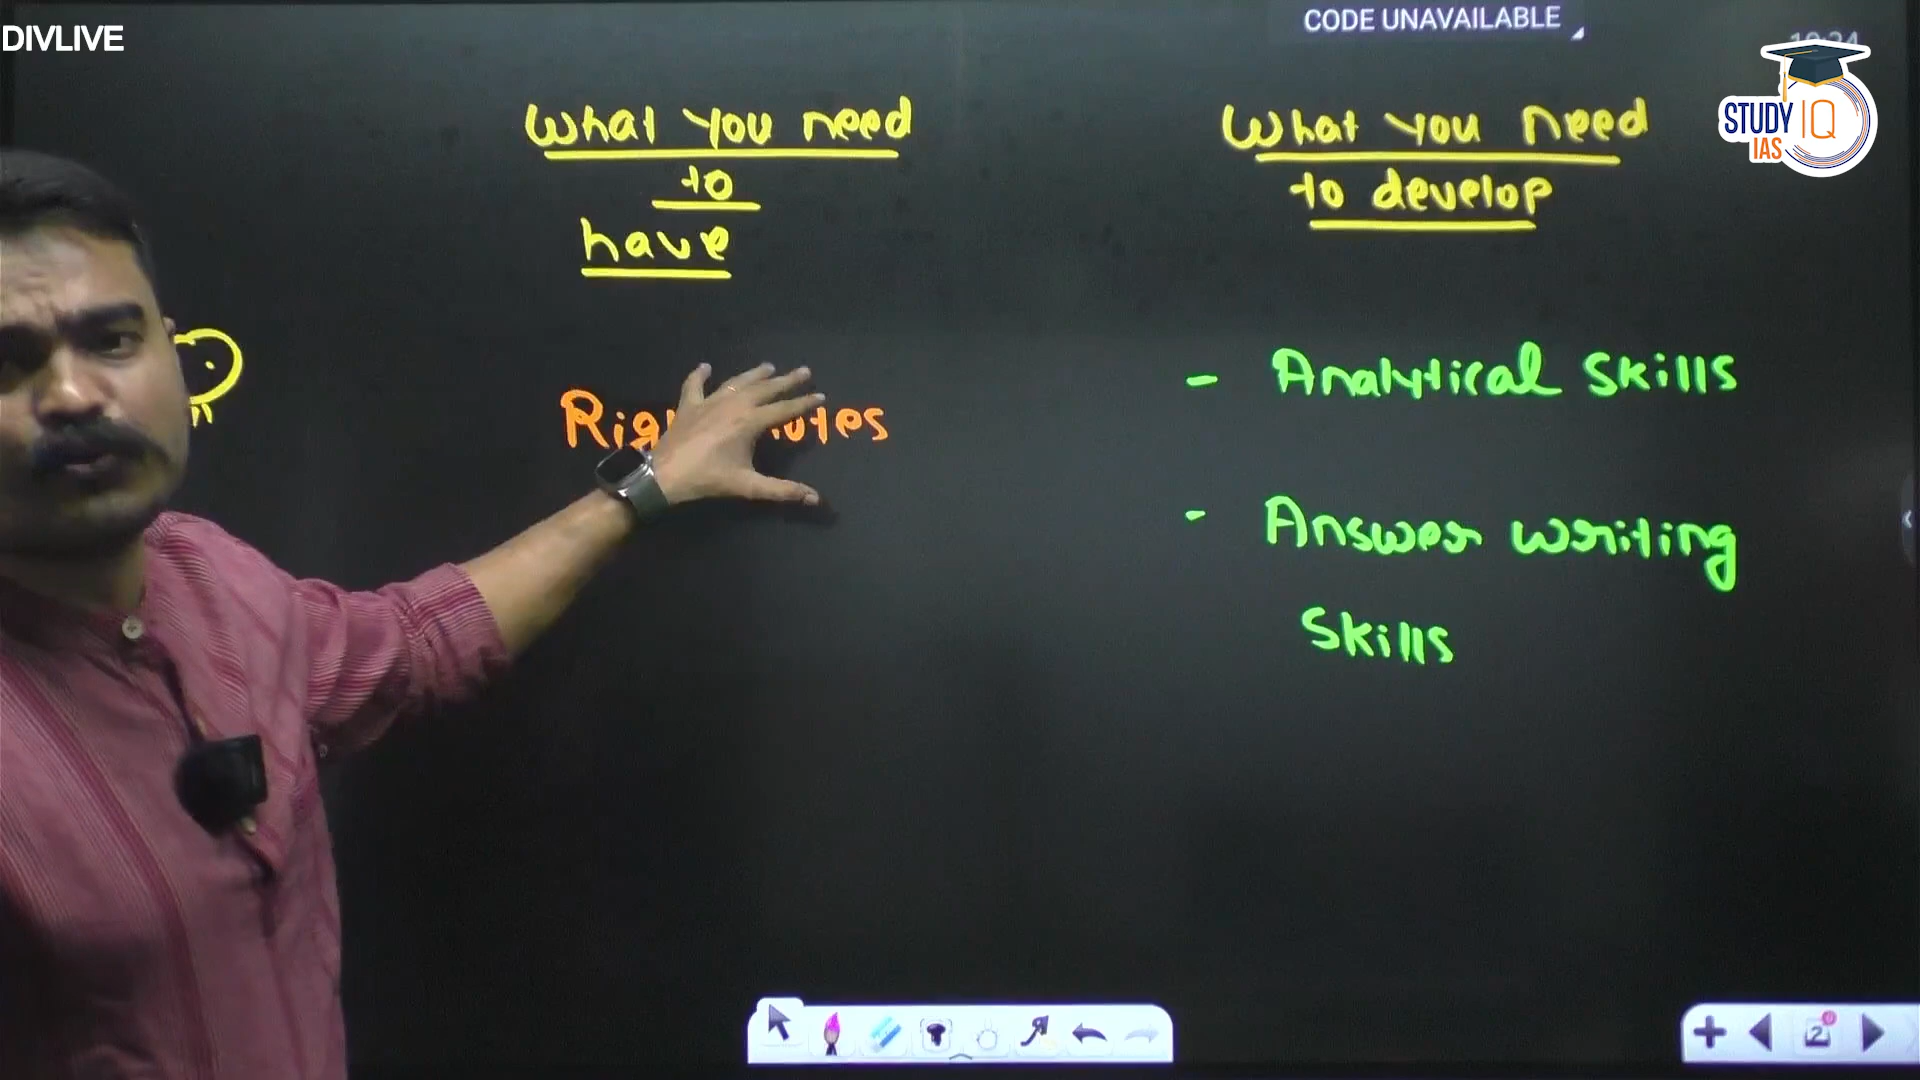 DIVLIVE
CODE UNAVAILABLE
STUDY IQ
IAS
What you need
to
have
What you need
to develop
- Analytical Skills
- Answer writing
Skills
2